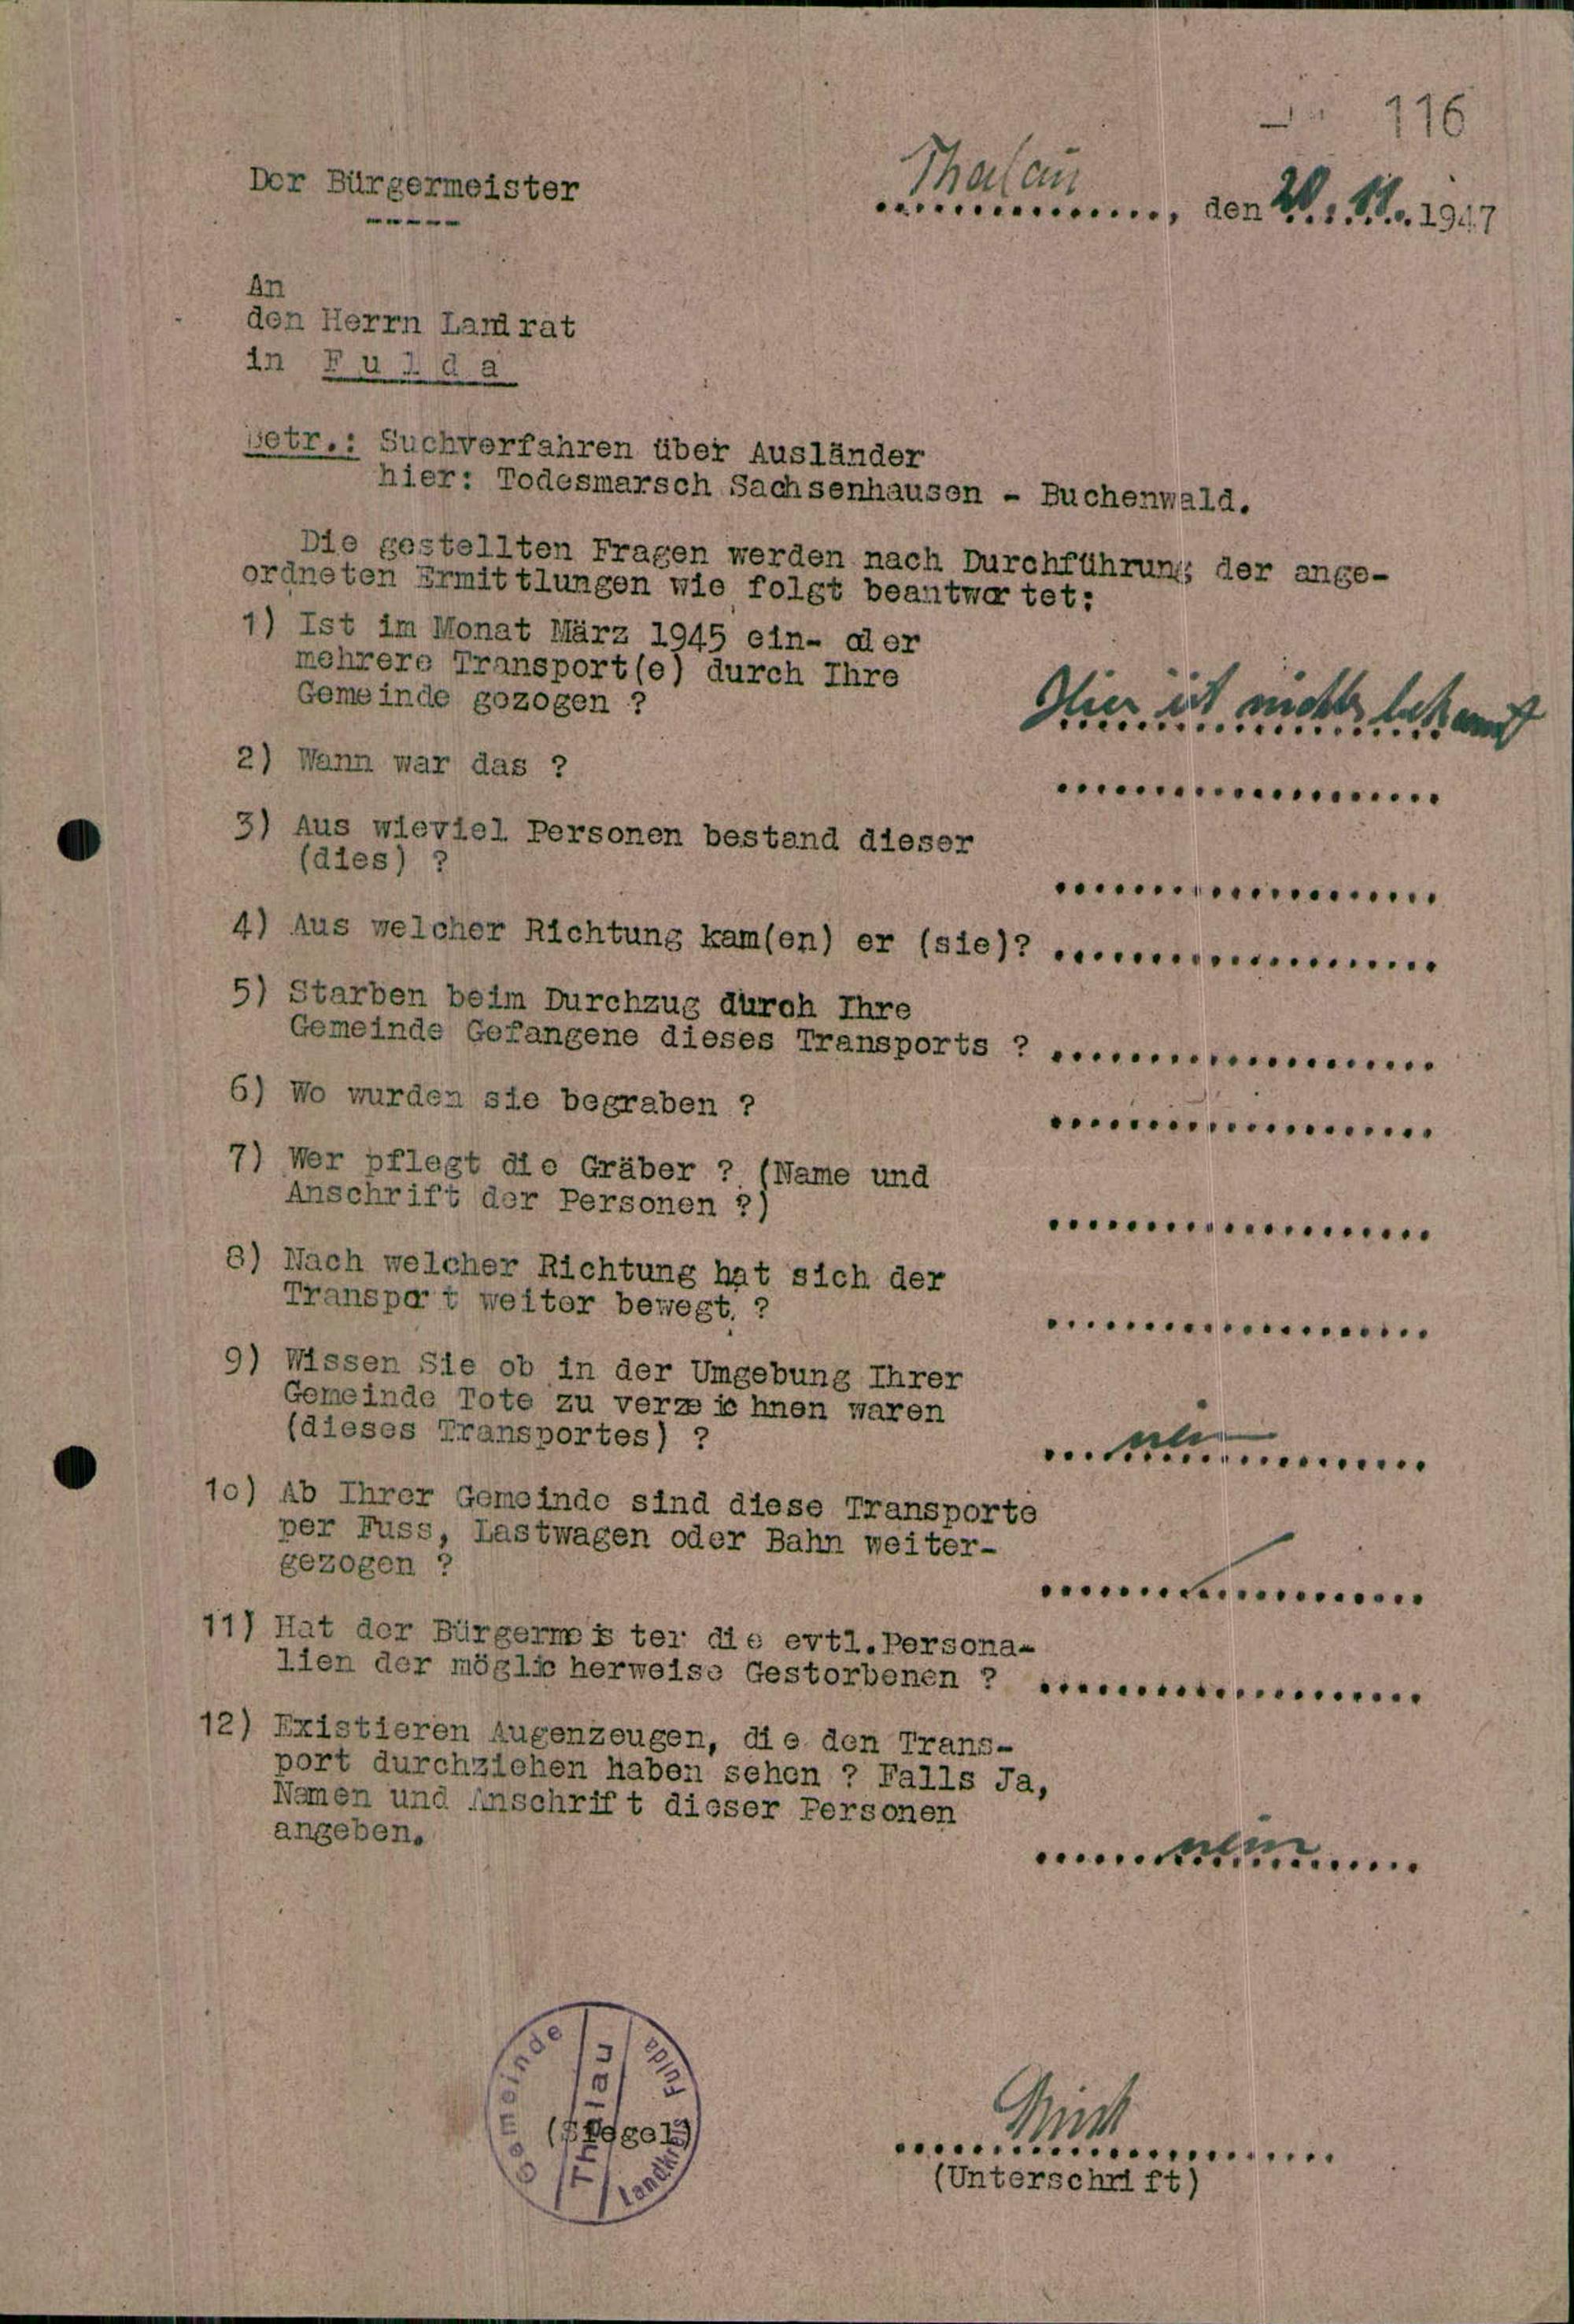 116
Der Bürgermeister
Thalau, den 20.11.1947
An
den Herrn Landrat
in Fulda
Betr.: Suchverfahren über Ausländer
hier: Todesmarsch Sachsenhausen - Buchenwald.
Die gestellten Fragen werden nach Durchführung der ange-
ordneten Ermittlungen wie folgt beantwortet:
1) Ist im Monat März 1945 ein- oder
mehrere Transport(e) durch Ihre
Gemeinde gezogen ? Hier ist nichts bekannt
2) Wann war das ? ....................
3) Aus wieviel Personen bestand dieser
(dies) ? ....................
4) Aus welcher Richtung kam(en) er (sie)? ....................
5) Starben beim Durchzug durch Ihre
Gemeinde Gefangene dieses Transports ? ....................
6) Wo wurden sie begraben ? ....................
7) Wer pflegt die Gräber ? (Name und
Anschrift der Personen ?) ....................
8) Nach welcher Richtung hat sich der
Transport weiter bewegt ? ....................
9) Wissen Sie ob in der Umgebung Ihrer
Gemeinde Tote zu verzeichnen waren
(dieses Transportes) ? nein
10) Ab Ihrer Gemeinde sind diese Transporte
per Fuss, Lastwagen oder Bahn weiter-
gezogen ? ....................
11) Hat der Bürgermeister die evtl.Persona-
lien der möglicherweise Gestorbenen ? ....................
12) Existieren Augenzeugen, die den Trans-
port durchziehen haben sehen ? Falls Ja,
Namen und Anschrift dieser Personen
angeben. nein
Gemeinde
Thalau
Landkreis Fulda
(Siegel)
(Unterschrift)